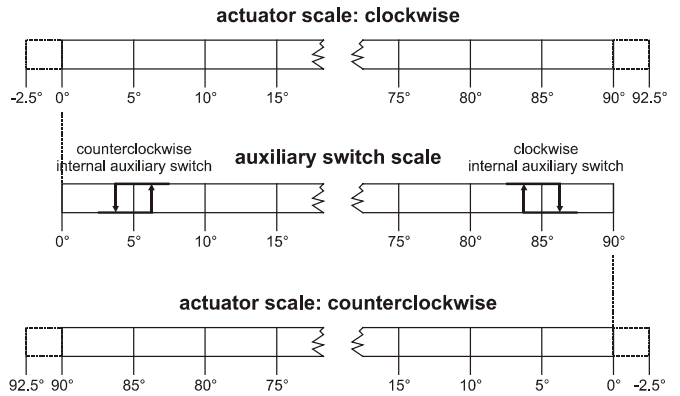 actuator scale: clockwise
-2.5° 0° 5° 10° 15° 75° 80° 85° 90° 92.5°
counterclockwise
internal auxiliary switch
auxiliary switch scale
clockwise
internal auxiliary switch
0° 5° 10° 15° 75° 80° 85° 90°
actuator scale: counterclockwise
92.5° 90° 85° 80° 75° 15° 10° 5° 0° -2.5°